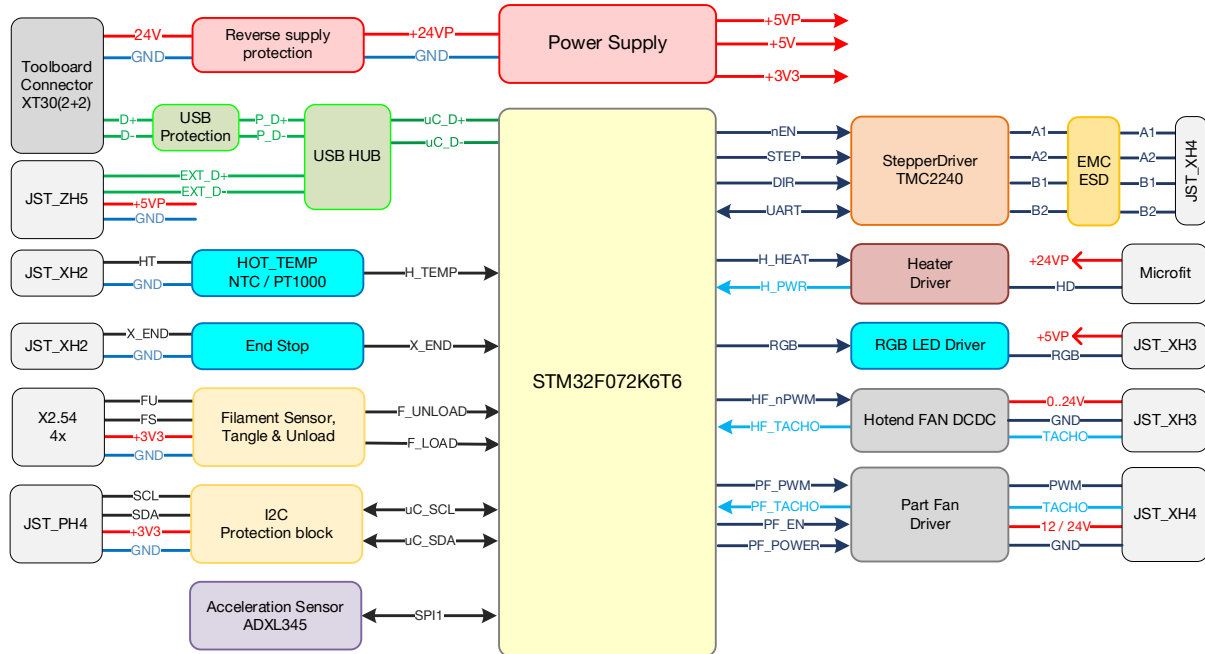 Toolboard
Connector
XT30(2+2)
24V
GND
Reverse supply
protection
+24VP
GND
Power Supply
+5VP
+5V
+3V3
D+
D-
USB
Protection
P_D+
P_D-
USB HUB
uC_D+
uC_D-
JST_ZH5
EXT_D+
EXT_D-
+5VP
GND
JST_XH2
HT
GND
HOT_TEMP
NTC / PT1000
H_TEMP
JST_XH2
X_END
GND
End Stop
X_END
X2.54
4x
FU
FS
+3V3
GND
Filament Sensor,
Tangle & Unload
F_UNLOAD
F_LOAD
JST_PH4
SCL
SDA
+3V3
GND
I2C
Protection block
uC_SCL
uC_SDA
Acceleration Sensor
ADXL345
SPI1
STM32F072K6T6
nEN
STEP
DIR
UART
StepperDriver
TMC2240
A1
A2
B1
B2
EMC
ESD
A1
A2
B1
B2
JST_XH4
H_HEAT
H_PWR
Heater
Driver
+24VP
HD
Microfit
RGB
RGB LED Driver
+5VP
RGB
JST_XH3
HF_nPWM
HF_TACHO
Hotend FAN DCDC
0..24V
GND
TACHO
JST_XH3
PF_PWM
PF_TACHO
PF_EN
PF_POWER
Part Fan
Driver
PWM
TACHO
12 / 24V
GND
JST_XH4